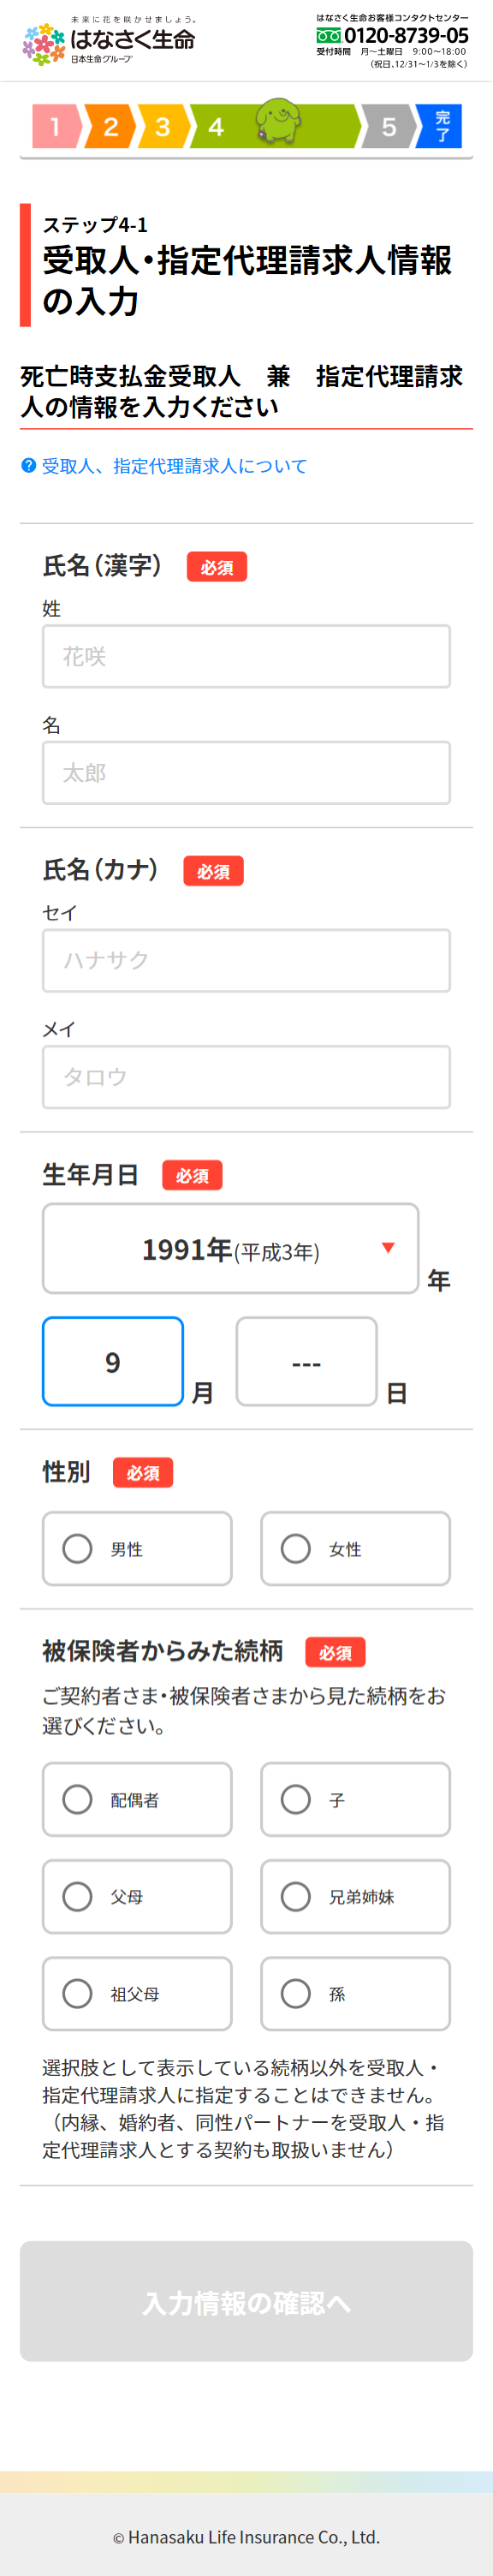 未来に花を咲かせましょう。
はなさく生命
日本生命グループ
はなさく生命お客様コンタクトセンター
0120-8739-05
受付時間 月～土曜日 9:00～18:00
(祝日、12/31～1/3を除く)
1 2 3 4 5 完了
ステップ4-1
受取人・指定代理請求人情報
の入力
死亡時支払金受取人　兼　指定代理請求
人の情報を入力ください
? 受取人、指定代理請求人について
氏名（漢字） 必須
姓
花咲
名
太郎
氏名（カナ） 必須
セイ
ハナサク
メイ
タロウ
生年月日 必須
1991年(平成3年) ▼ 年
9 月 --- 日
性別 必須
男性 女性
被保険者からみた続柄 必須
ご契約者さま・被保険者さまから見た続柄をお
選びください。
配偶者 子
父母 兄弟姉妹
祖父母 孫
選択肢として表示している続柄以外を受取人・
指定代理請求人に指定することはできません。
（内縁、婚約者、同性パートナーを受取人・指
定代理請求人とする契約も取扱いません）
入力情報の確認へ
© Hanasaku Life Insurance Co., Ltd.